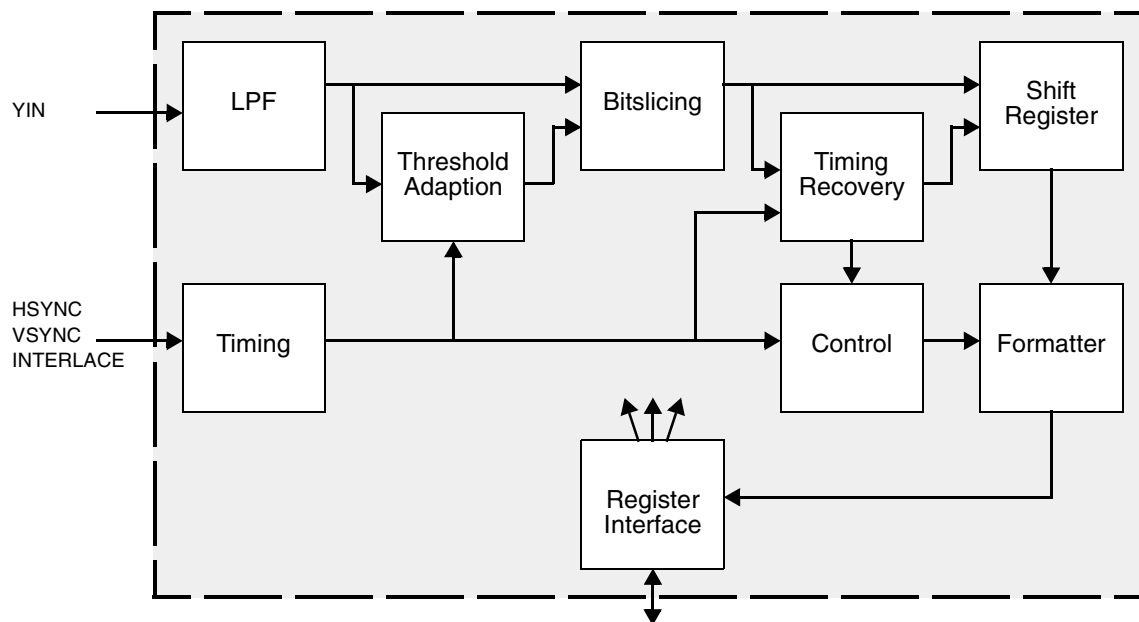 YIN
LPF
Bitslicing
Shift
Register
Threshold
Adaption
Timing
Recovery
HSYNC
VSYNC
INTERLACE
Timing
Control
Formatter
Register
Interface